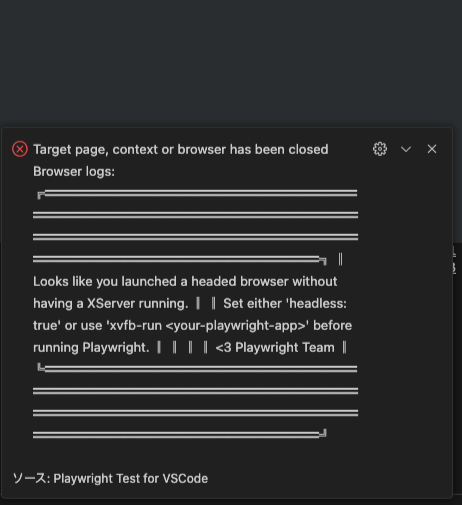 Target page, context or browser has been closed
Browser logs:
╔════════════════════════════════════
═════════════════════════════════════
═════════════════════════════════════
════════════════════════════════╗ ║
Looks like you launched a headed browser without
having a XServer running. ║ ║ Set either 'headless:
true' or use 'xvfb-run <your-playwright-app>' before
running Playwright. ║ ║ ║ ║ <3 Playwright Team ║
╚════════════════════════════════════
═════════════════════════════════════
═════════════════════════════════════
════════════════════════════════╝
ソース: Playwright Test for VSCode